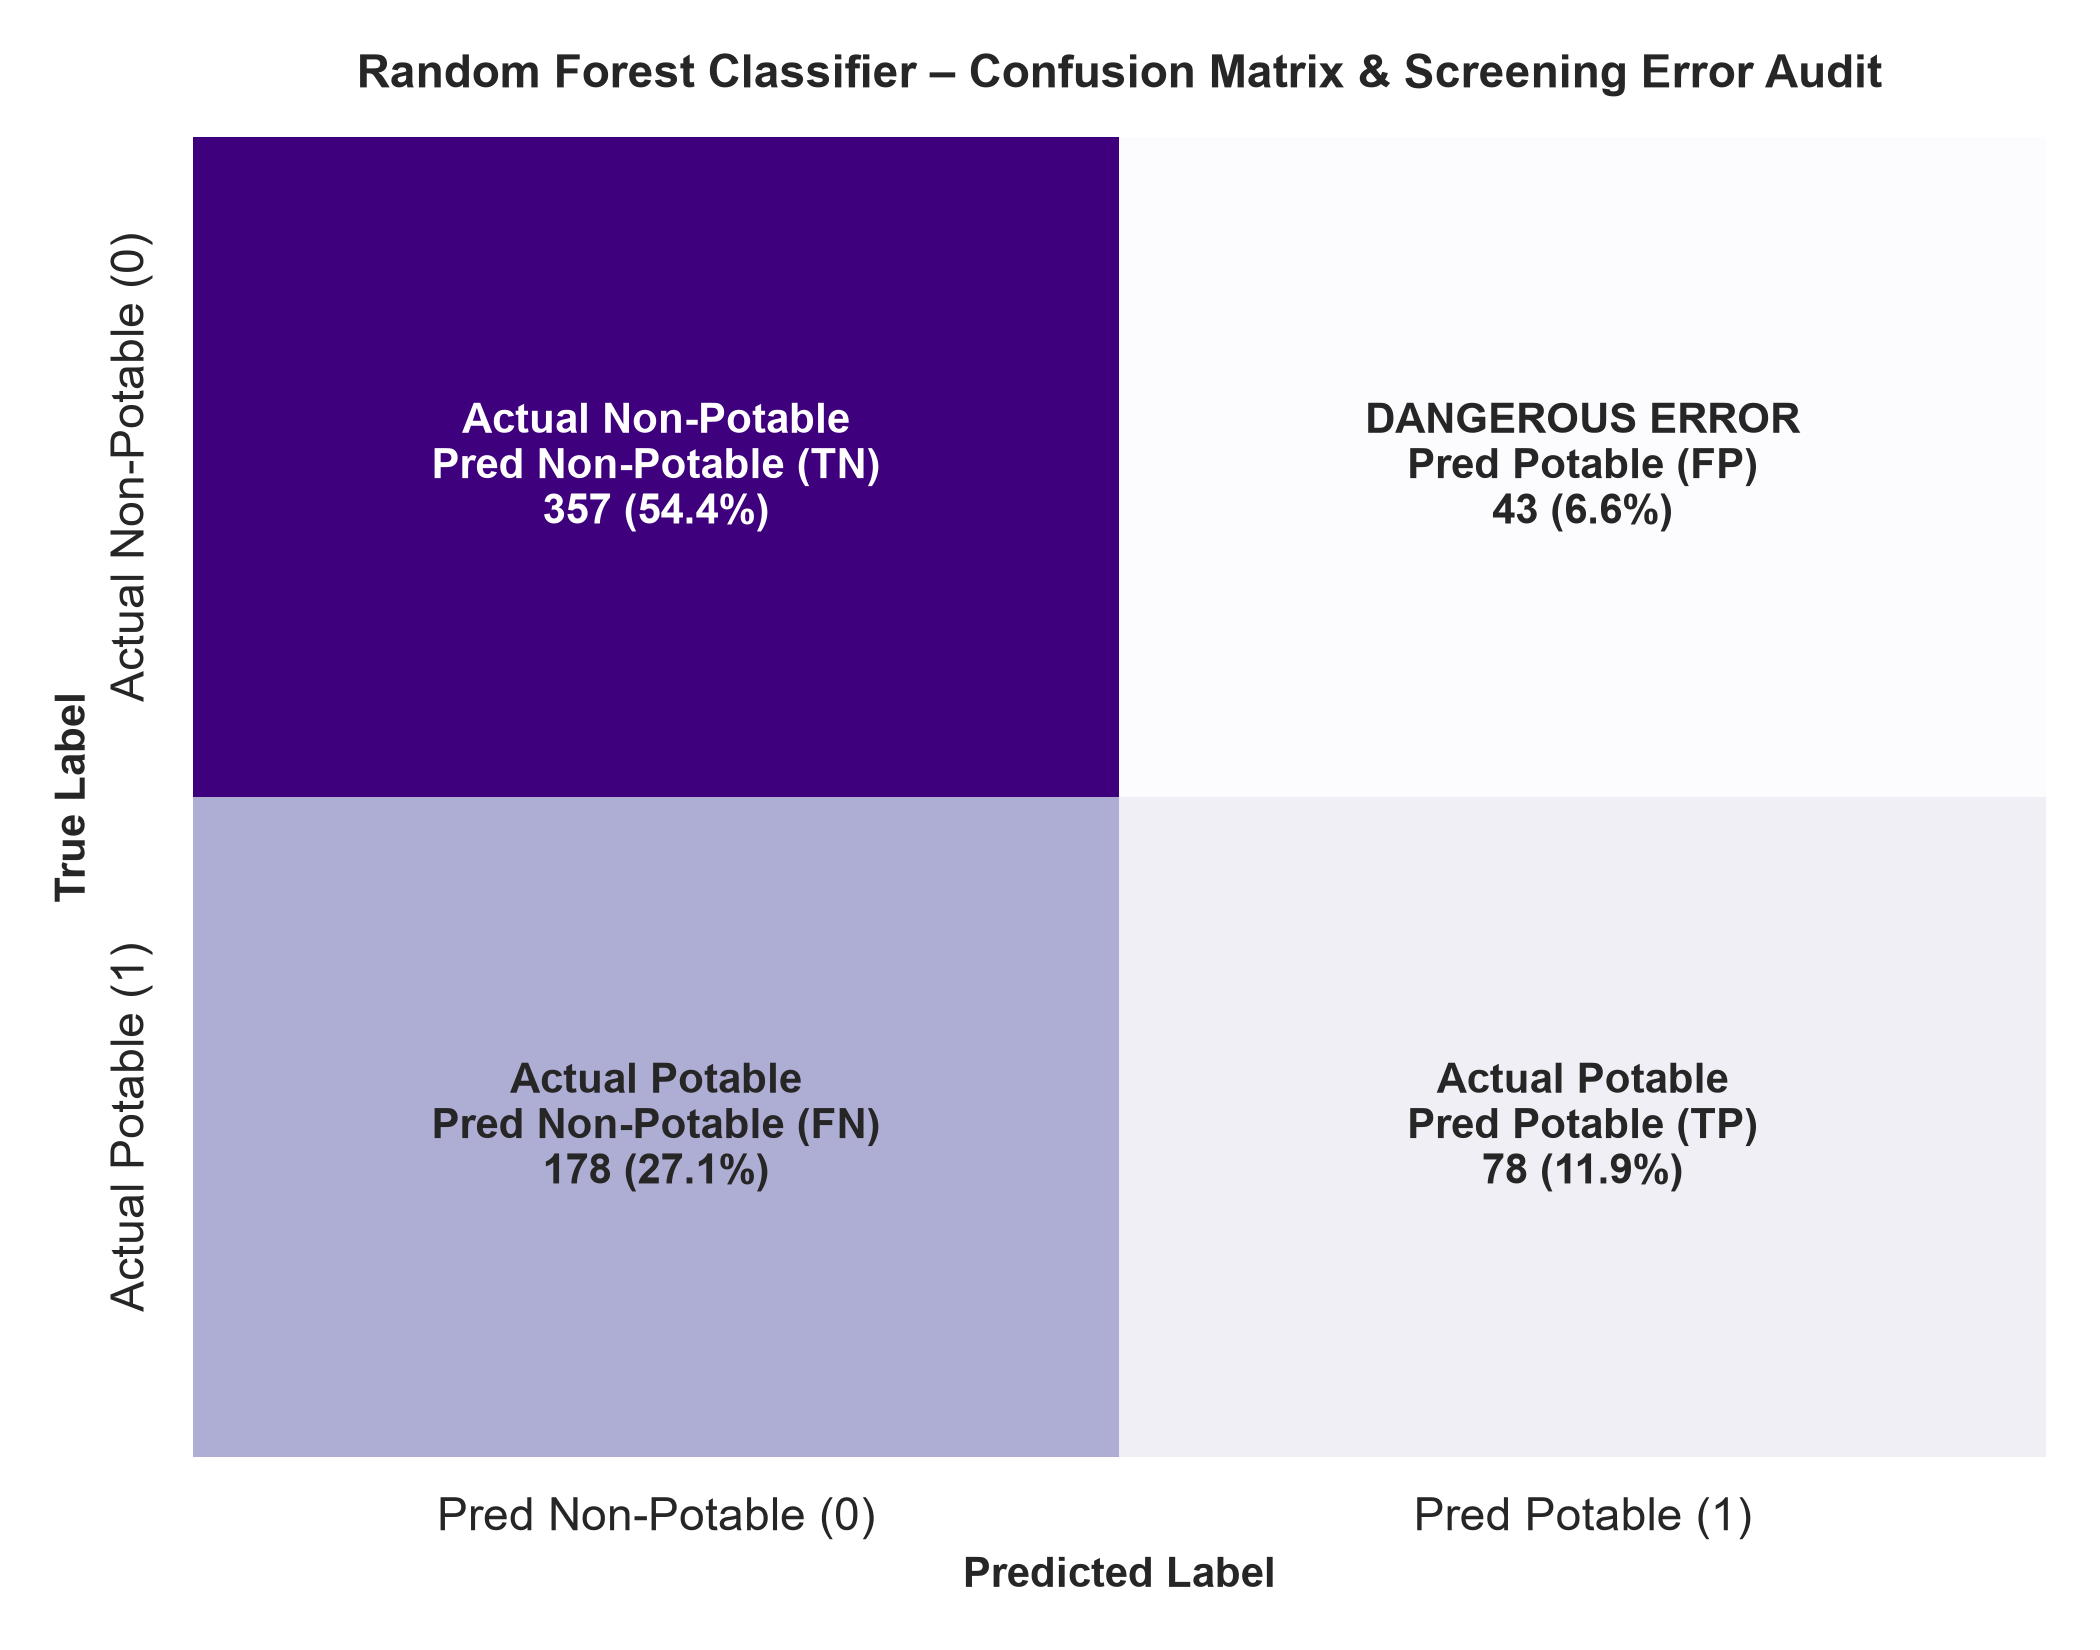 Random Forest Classifier – Confusion Matrix & Screening Error Audit
True Label
Actual Non-Potable (0)
Actual Non-Potable
Pred Non-Potable (TN)
357 (54.4%)
DANGEROUS ERROR
Pred Potable (FP)
43 (6.6%)
Actual Potable (1)
Actual Potable
Pred Non-Potable (FN)
178 (27.1%)
Actual Potable
Pred Potable (TP)
78 (11.9%)
Pred Non-Potable (0)
Pred Potable (1)
Predicted Label